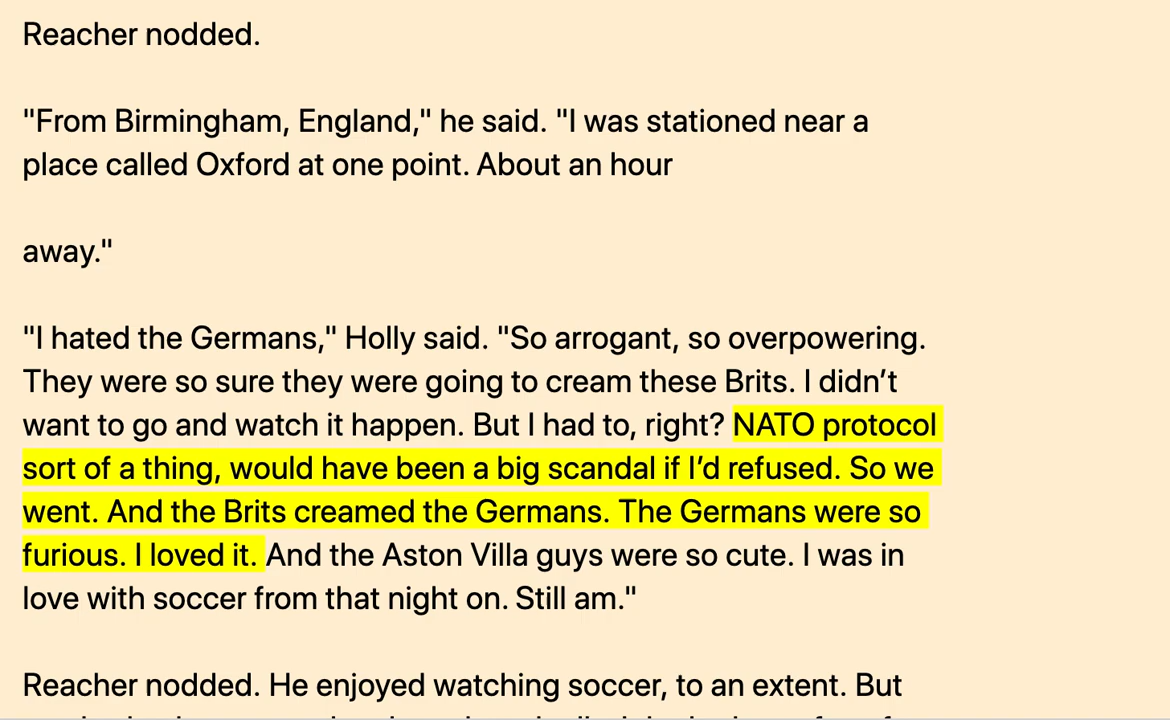 Reacher nodded.
"From Birmingham, England," he said. "I was stationed near a
place called Oxford at one point. About an hour
away."
"I hated the Germans," Holly said. "So arrogant, so overpowering.
They were so sure they were going to cream these Brits. I didn’t
want to go and watch it happen. But I had to, right? NATO protocol
sort of a thing, would have been a big scandal if I’d refused. So we
went. And the Brits creamed the Germans. The Germans were so
furious. I loved it. And the Aston Villa guys were so cute. I was in
love with soccer from that night on. Still am."
Reacher nodded. He enjoyed watching soccer, to an extent. But